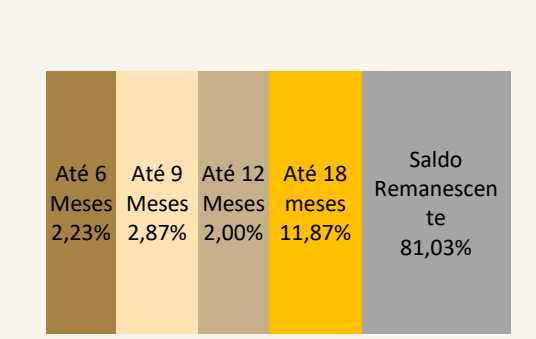 Até 6
Meses
2,23%
Até 9
Meses
2,87%
Até 12
Meses
2,00%
Até 18
meses
11,87%
Saldo
Remanescen
te
81,03%